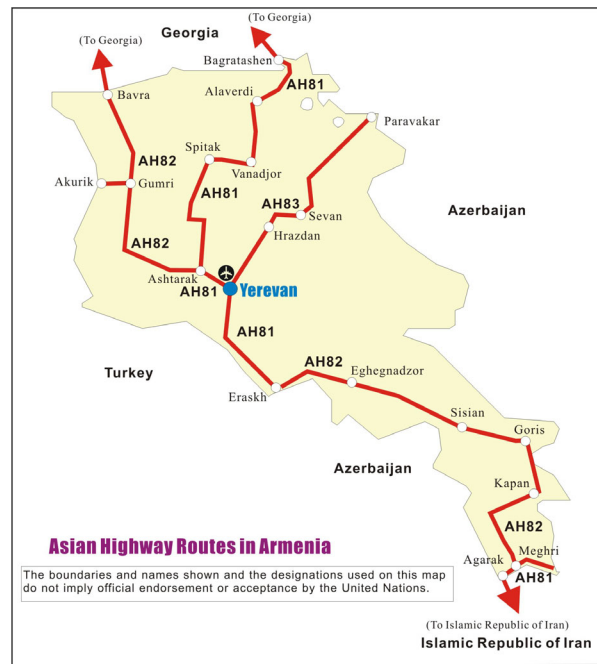 (To Georgia)
Georgia
(To Georgia)
Bagratashen
Bavra
Alaverdi
AH81
Paravakar
Spitak
AH82
Vanadjor
Akurik
Gumri
AH81
AH83
Sevan
Azerbaijan
AH82
Hrazdan
Ashtarak
AH81
Yerevan
AH81
Turkey
AH82
Eghegnadzor
Eraskh
Sisian
Goris
Azerbaijan
Kapan
AH82
Asian Highway Routes in Armenia
Meghri
Agarak
AH81
The boundaries and names shown and the designations used on this map
do not imply official endorsement or acceptance by the United Nations.
(To Islamic Republic of Iran)
Islamic Republic of Iran